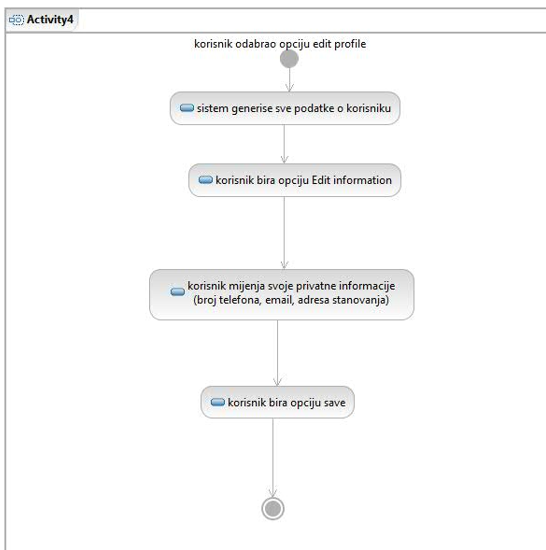 Activity4
korisnik odabrao opciju edit profile
sistem generise sve podatke o korisniku
korisnik bira opciju Edit information
korisnik mijenja svoje privatne informacije
(broj telefona, email, adresa stanovanja)
korisnik bira opciju save